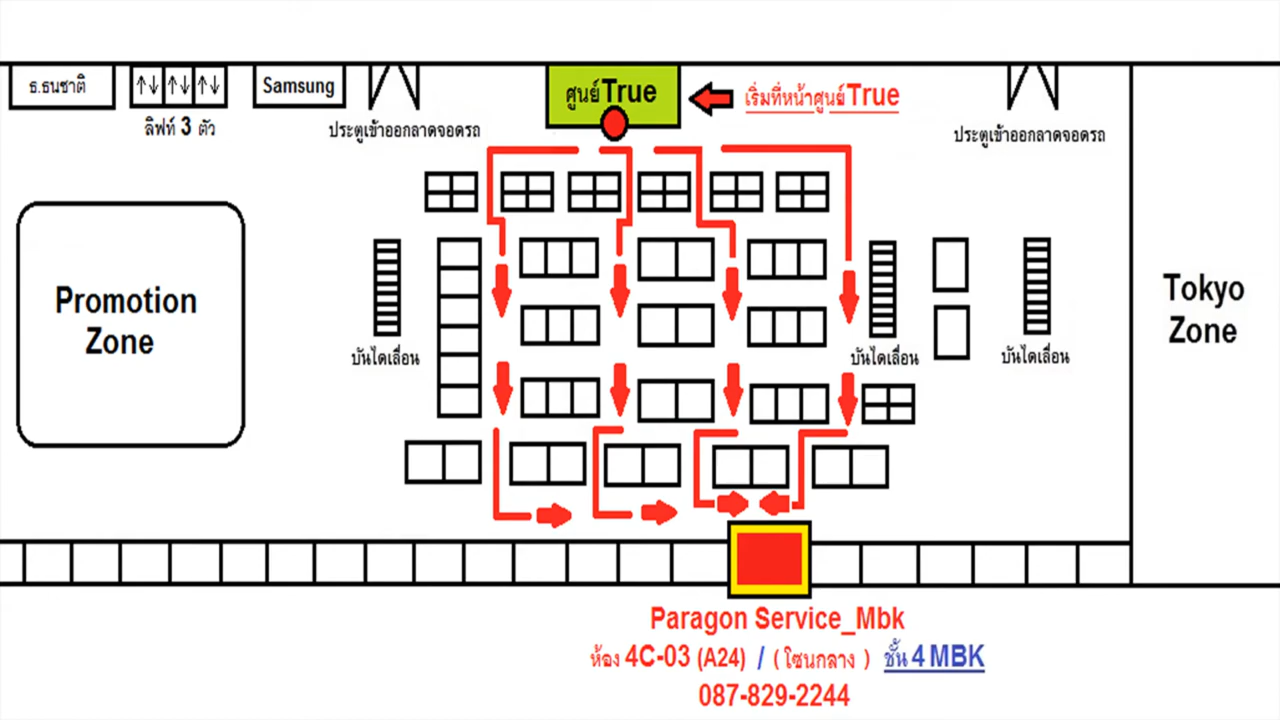 ธ.ธนชาติ
ลิฟท์ 3 ตัว
Samsung
ประตูเข้าออกลาดจอดรถ
ศูนย์True
เริ่มที่หน้าศูนย์True
ประตูเข้าออกลาดจอดรถ
Promotion
Zone
บันไดเลื่อน
บันไดเลื่อน
บันไดเลื่อน
Tokyo
Zone
Paragon Service_Mbk
ห้อง 4C-03 (A24) / ( โซนกลาง ) ชั้น 4 MBK
087-829-2244